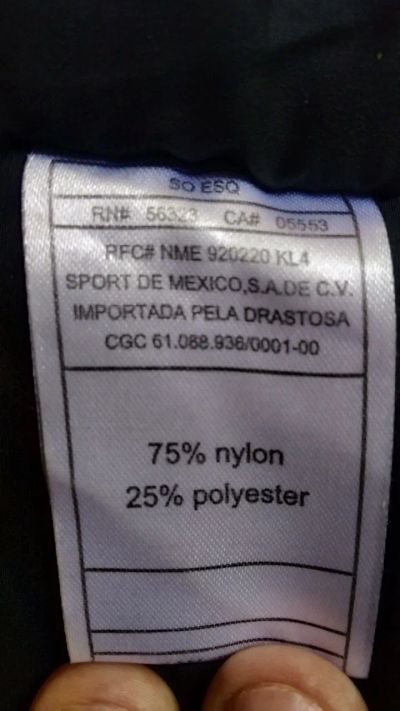 SO ESQ
RN# 56323 CA# 05553
RFC# NME 920220 KL4
SPORT DE MEXICO,S.A.DE C.V.
IMPORTADA PELA DRASTOSA
CGC 61.088.936/0001-00
75% nylon
25% polyester